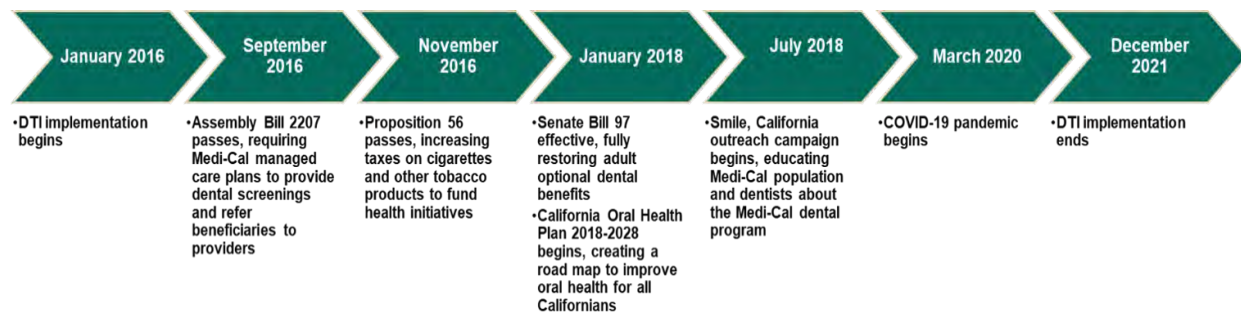 January 2016
•DTI implementation
begins
September
2016
•Assembly Bill 2207
passes, requiring
Medi-Cal managed
care plans to provide
dental screenings
and refer
beneficiaries to
providers
November
2016
•Proposition 56
passes, increasing
taxes on cigarettes
and other tobacco
products to fund
health initiatives
January 2018
•Senate Bill 97
effective, fully
restoring adult
optional dental
benefits
•California Oral Health
Plan 2018-2028
begins, creating a
road map to improve
oral health for all
Californians
July 2018
•Smile, California
outreach campaign
begins, educating
Medi-Cal population
and dentists about
the Medi-Cal dental
program
March 2020
•COVID-19 pandemic
begins
December
2021
•DTI implementation
ends